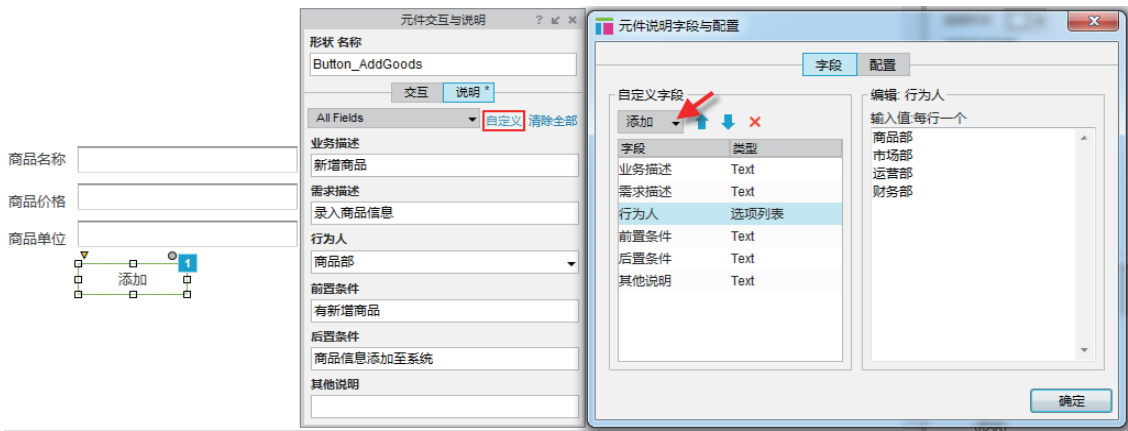 商品名称
商品价格
商品单位
添加
1
元件交互与说明
?
形状 名称
Button_AddGoods
交互 说明 *
All Fields 自定义 清除全部
业务描述
新增商品
需求描述
录入商品信息
行为人
商品部
前置条件
有新增商品
后置条件
商品信息添加至系统
其他说明
元件说明字段与配置
字段 配置
自定义字段
添加
字段 类型
业务描述 Text
需求描述 Text
行为人 选项列表
前置条件 Text
后置条件 Text
其他说明 Text
编辑: 行为人
输入值:每行一个
商品部
市场部
运营部
财务部
确定